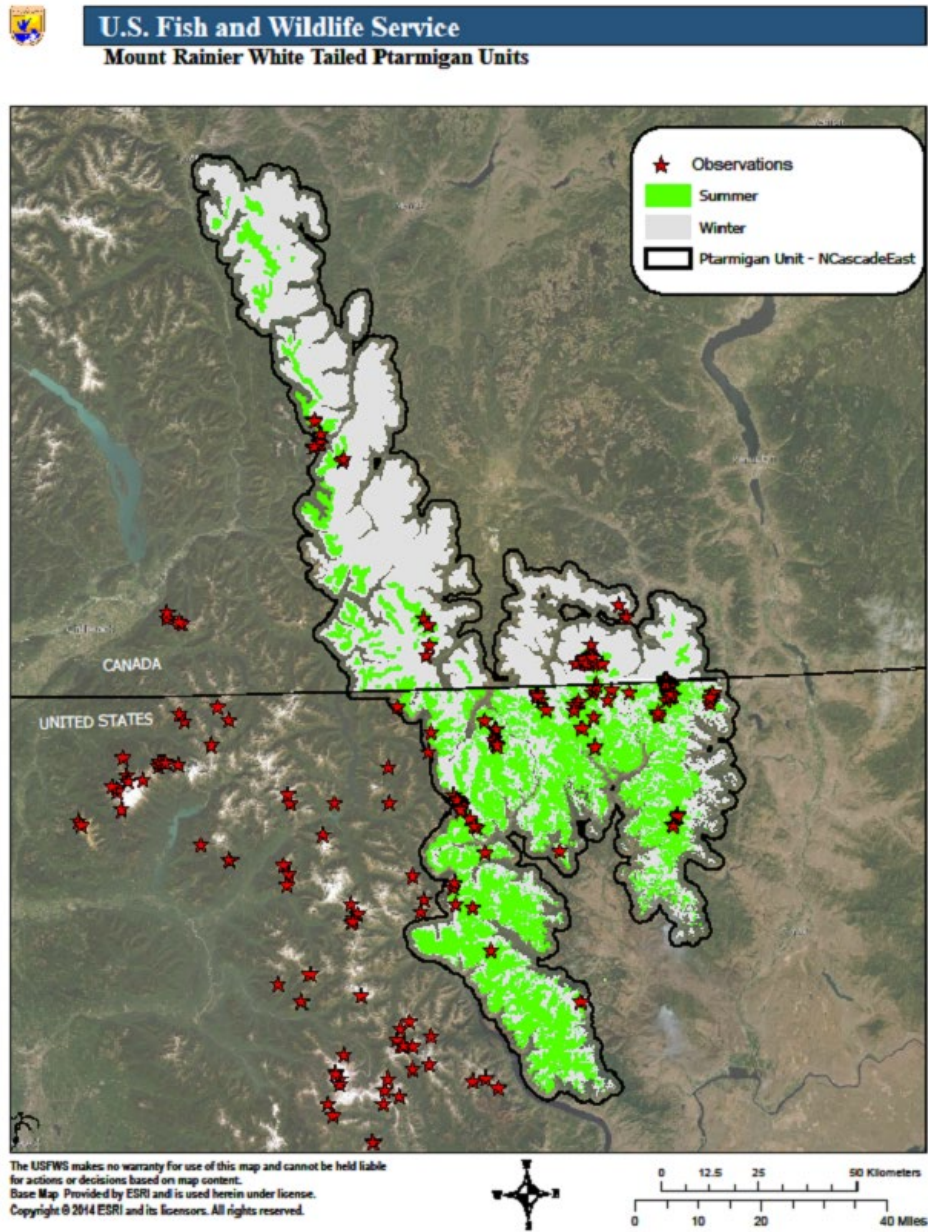 U.S. Fish and Wildlife Service
Mount Rainier White Tailed Ptarmigan Units
Observations
Summer
Winter
Ptarmigan Unit - NCascadeEast
CANADA
UNITED STATES
The USFWS makes no warranty for use of this map and cannot be held liable
for actions or decisions based on map content.
Base Map Provided by ESRI and is used herein under license.
Copyright © 2014 ESRI and its licensors. All rights reserved.
0 12.5 25 50 Kilometers
0 10 20 40 Miles